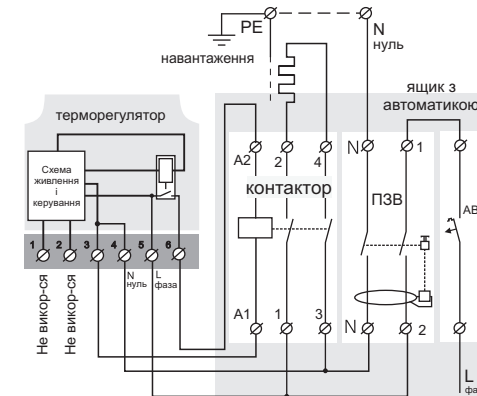 PE
N
нуль
навантаження
ящик з
автоматикою
терморегулятор
A2
2
4
N
1
Схема
живлення
і
керування
контактор
ПЗВ
АВ
1
2
3
4
5
6
N
нуль
L
фаза
Не викор-ся
Не викор-ся
A1
1
3
N
2
L